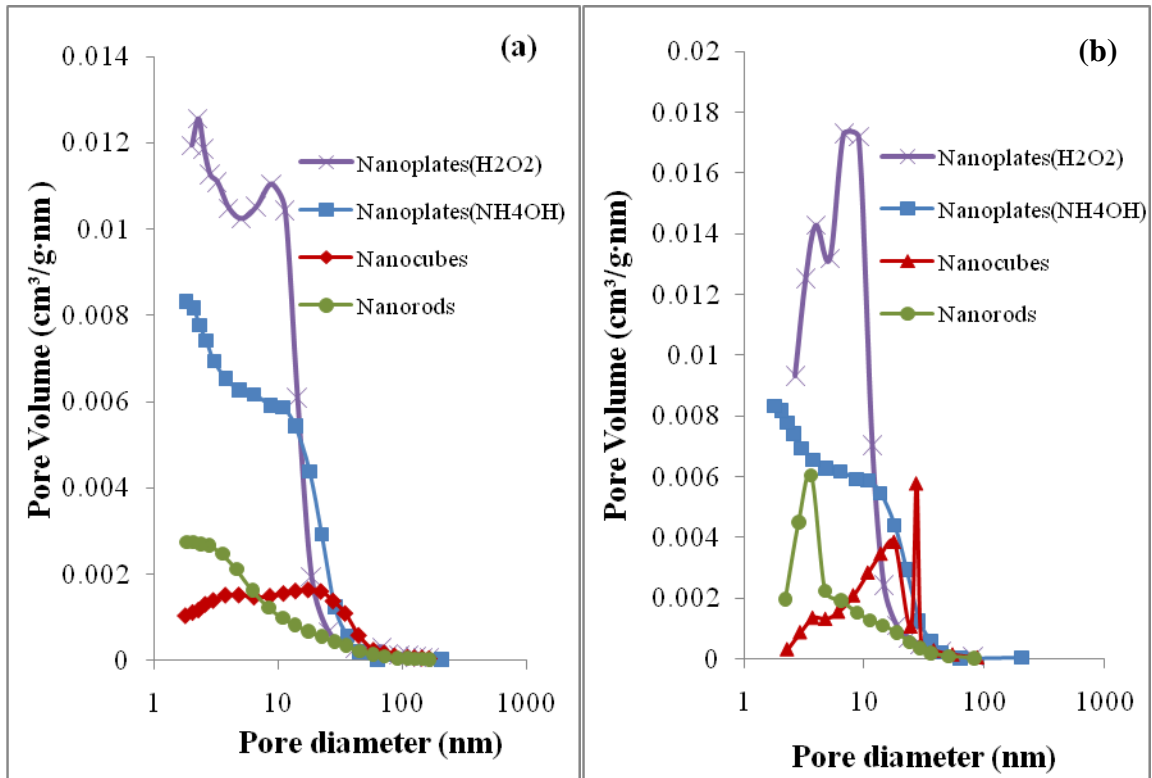 (a)
0.014
0.012
0.01
0.008
0.006
0.004
0.002
0
Pore Volume (cm³/g·nm)
Nanoplates(H2O2)
Nanoplates(NH4OH)
Nanocubes
Nanorods
1
10
100
1000
Pore diameter (nm)
(b)
0.02
0.018
0.016
0.014
0.012
0.01
0.008
0.006
0.004
0.002
0
Pore Volume (cm³/g·nm)
Nanoplates(H2O2)
Nanoplates(NH4OH)
Nanocubes
Nanorods
1
10
100
1000
Pore diameter (nm)